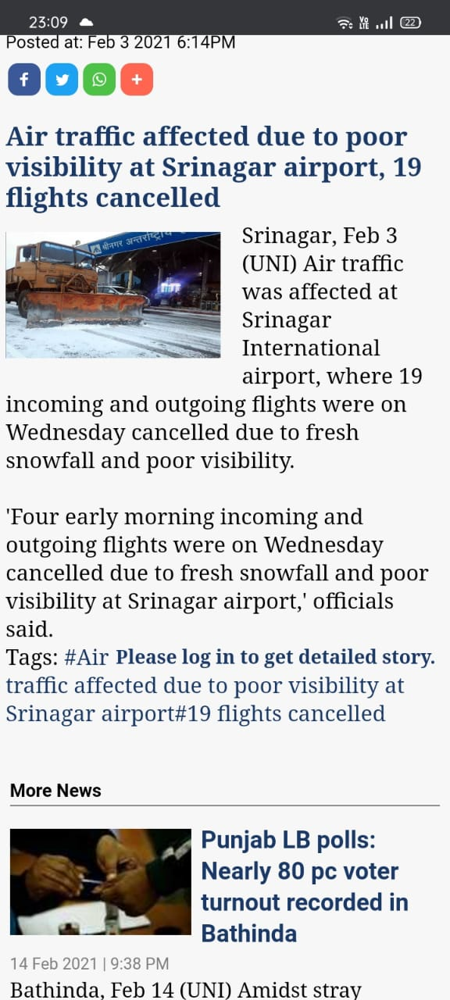 23:09
Vo
LTE
22
Posted at: Feb 3 2021 6:14PM
f
+
Air traffic affected due to poor
visibility at Srinagar airport, 19
flights cancelled
श्रीनगर अन्तर्राष्ट्रीय
Srinagar, Feb 3
(UNI) Air traffic
was affected at
Srinagar
International
airport, where 19
incoming and outgoing flights were on
Wednesday cancelled due to fresh
snowfall and poor visibility.
'Four early morning incoming and
outgoing flights were on Wednesday
cancelled due to fresh snowfall and poor
visibility at Srinagar airport,' officials
said.
Tags: #Air Please log in to get detailed story.
traffic affected due to poor visibility at
Srinagar airport#19 flights cancelled
More News
Punjab LB polls:
Nearly 80 pc voter
turnout recorded in
Bathinda
14 Feb 2021 | 9:38 PM
Bathinda, Feb 14 (UNI) Amidst stray